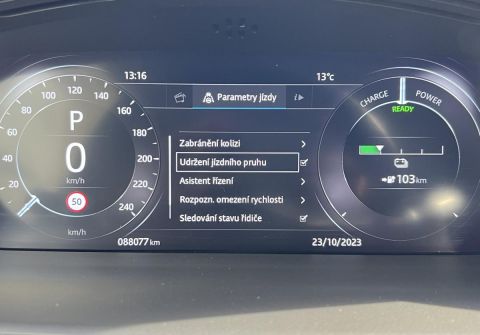 13:16
Parametry jízdy
13°c
20
40
60
80
100
120
140
160
180
200
220
240
P
0
km/h
50
km/h
Zabránění kolizi
Udržení jízdního pruhu
Asistent řízení
Rozpozn. omezení rychlosti
Sledování stavu řidiče
CHARGE
POWER
READY
103 km
088077 km
23/10/2023